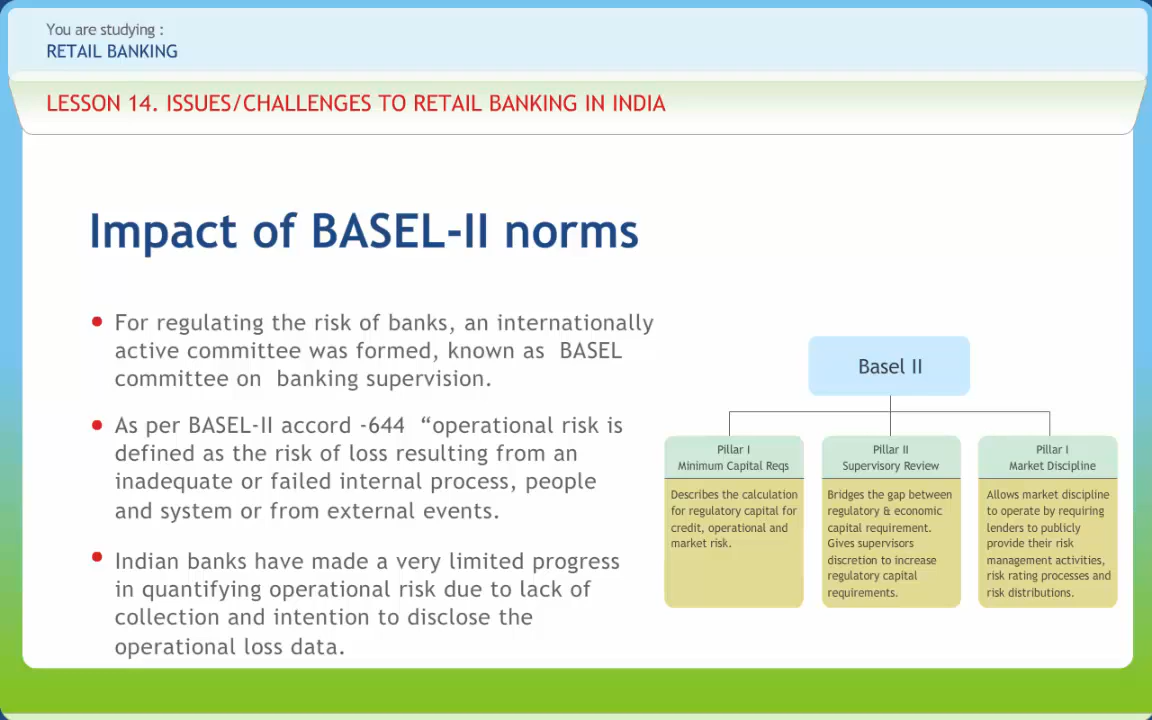 You are studying :
RETAIL BANKING
LESSON 14. ISSUES/CHALLENGES TO RETAIL BANKING IN INDIA
Impact of BASEL-II norms
• For regulating the risk of banks, an internationally
active committee was formed, known as BASEL
committee on banking supervision.
• As per BASEL-II accord -644 “operational risk is
defined as the risk of loss resulting from an
inadequate or failed internal process, people
and system or from external events.
• Indian banks have made a very limited progress
in quantifying operational risk due to lack of
collection and intention to disclose the
operational loss data.
Basel II
Pillar I
Minimum Capital Reqs
Describes the calculation
for regulatory capital for
credit, operational and
market risk.
Pillar II
Supervisory Review
Bridges the gap between
regulatory & economic
capital requirement.
Gives supervisors
discretion to increase
regulatory capital
requirements.
Pillar I
Market Discipline
Allows market discipline
to operate by requiring
lenders to publicly
provide their risk
management activities,
risk rating processes and
risk distributions.